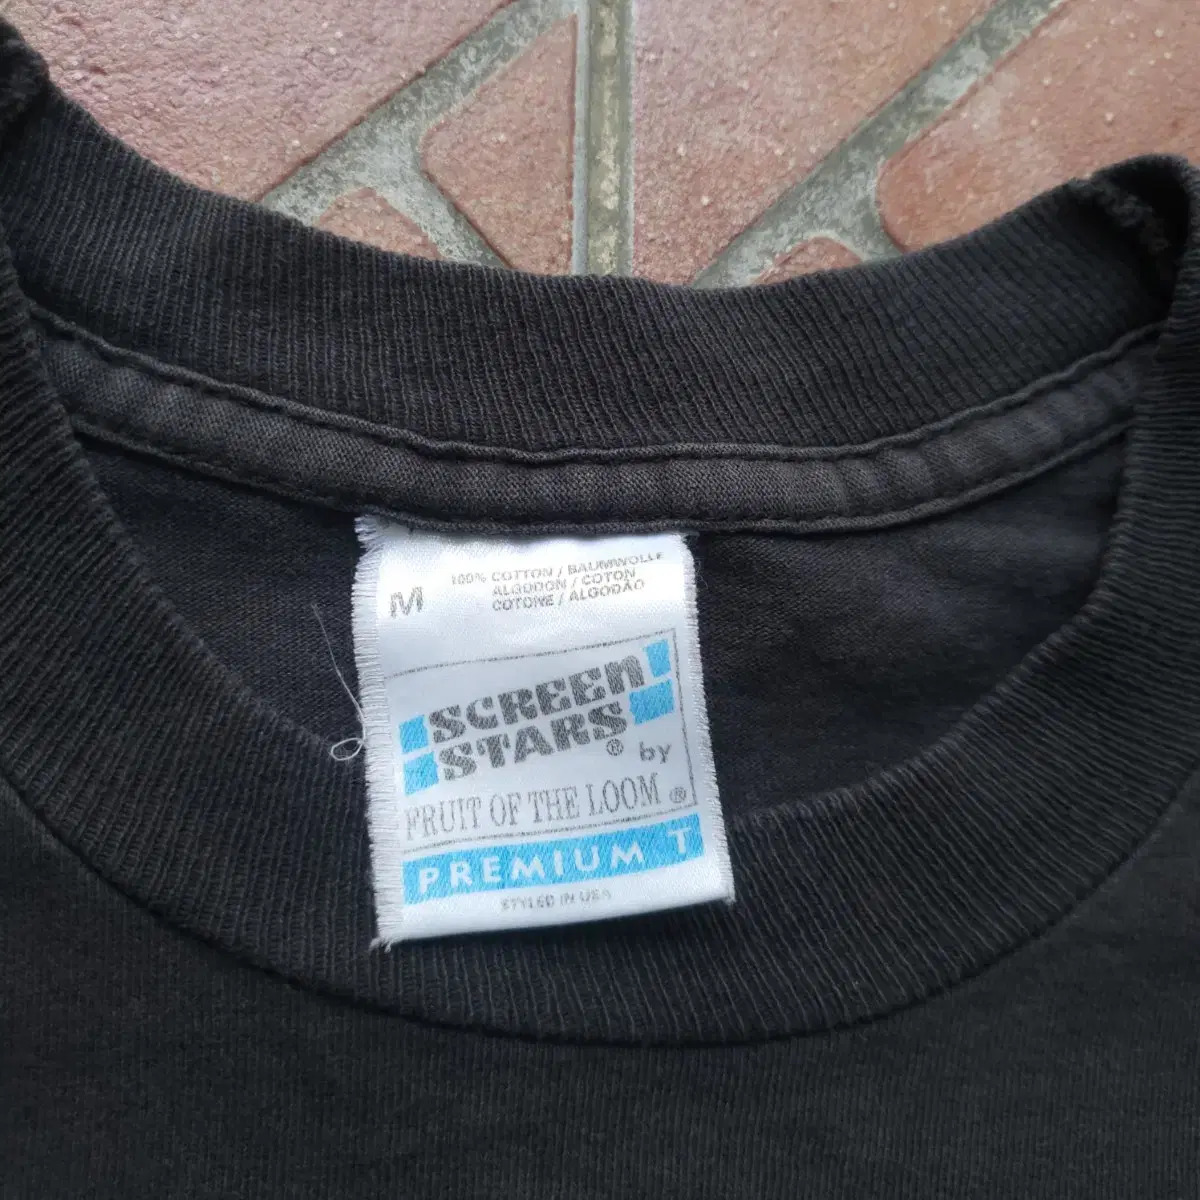 M
100% COTTON / BAUMWOLLE
ALGODON / COTON
COTONE / ALGODÃO
SCREEN
STARS® by
FRUIT OF THE LOOM®
PREMIUM T
STYLED IN USA